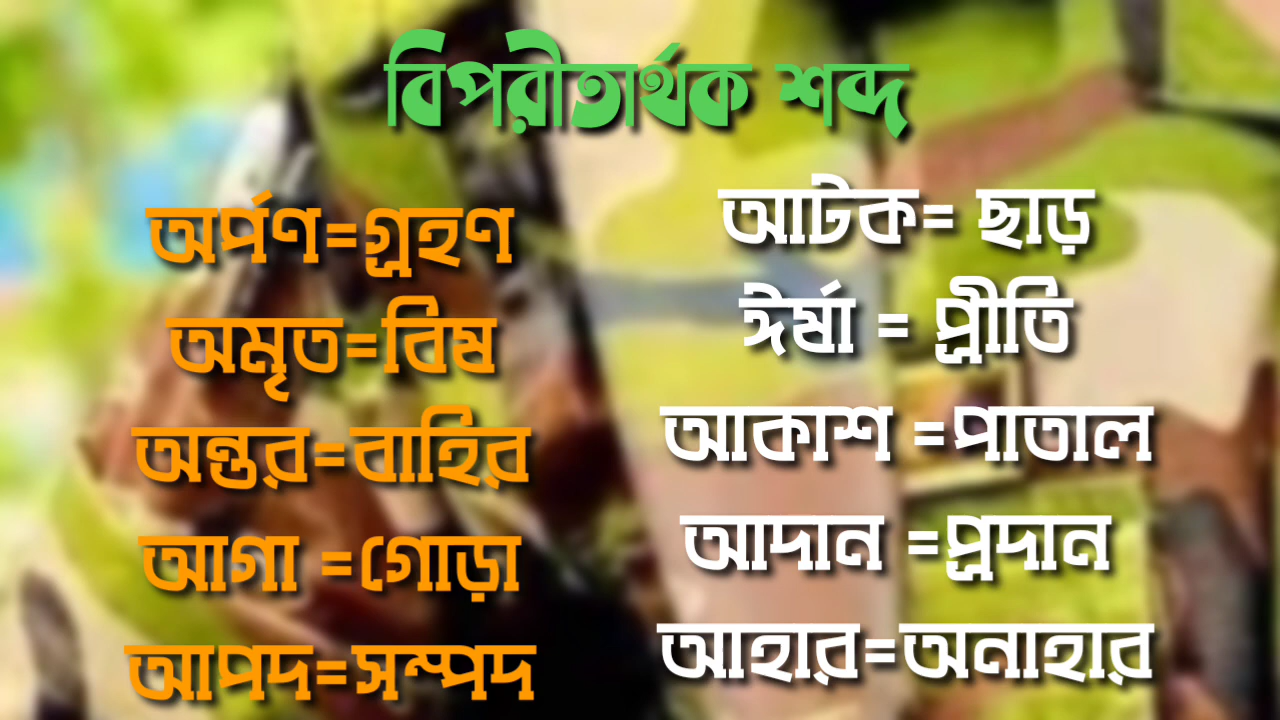 বিপরীতার্থক শব্দ
অর্পণ=গ্রহণ
অমৃত=বিষ
অন্তর=বাহির
আগা =গোড়া
আপদ=সম্পদ
আটক= ছাড়
ঈর্ষা = প্রীতি
আকাশ =পাতাল
আদান =প্রদান
আহার=অনাহার